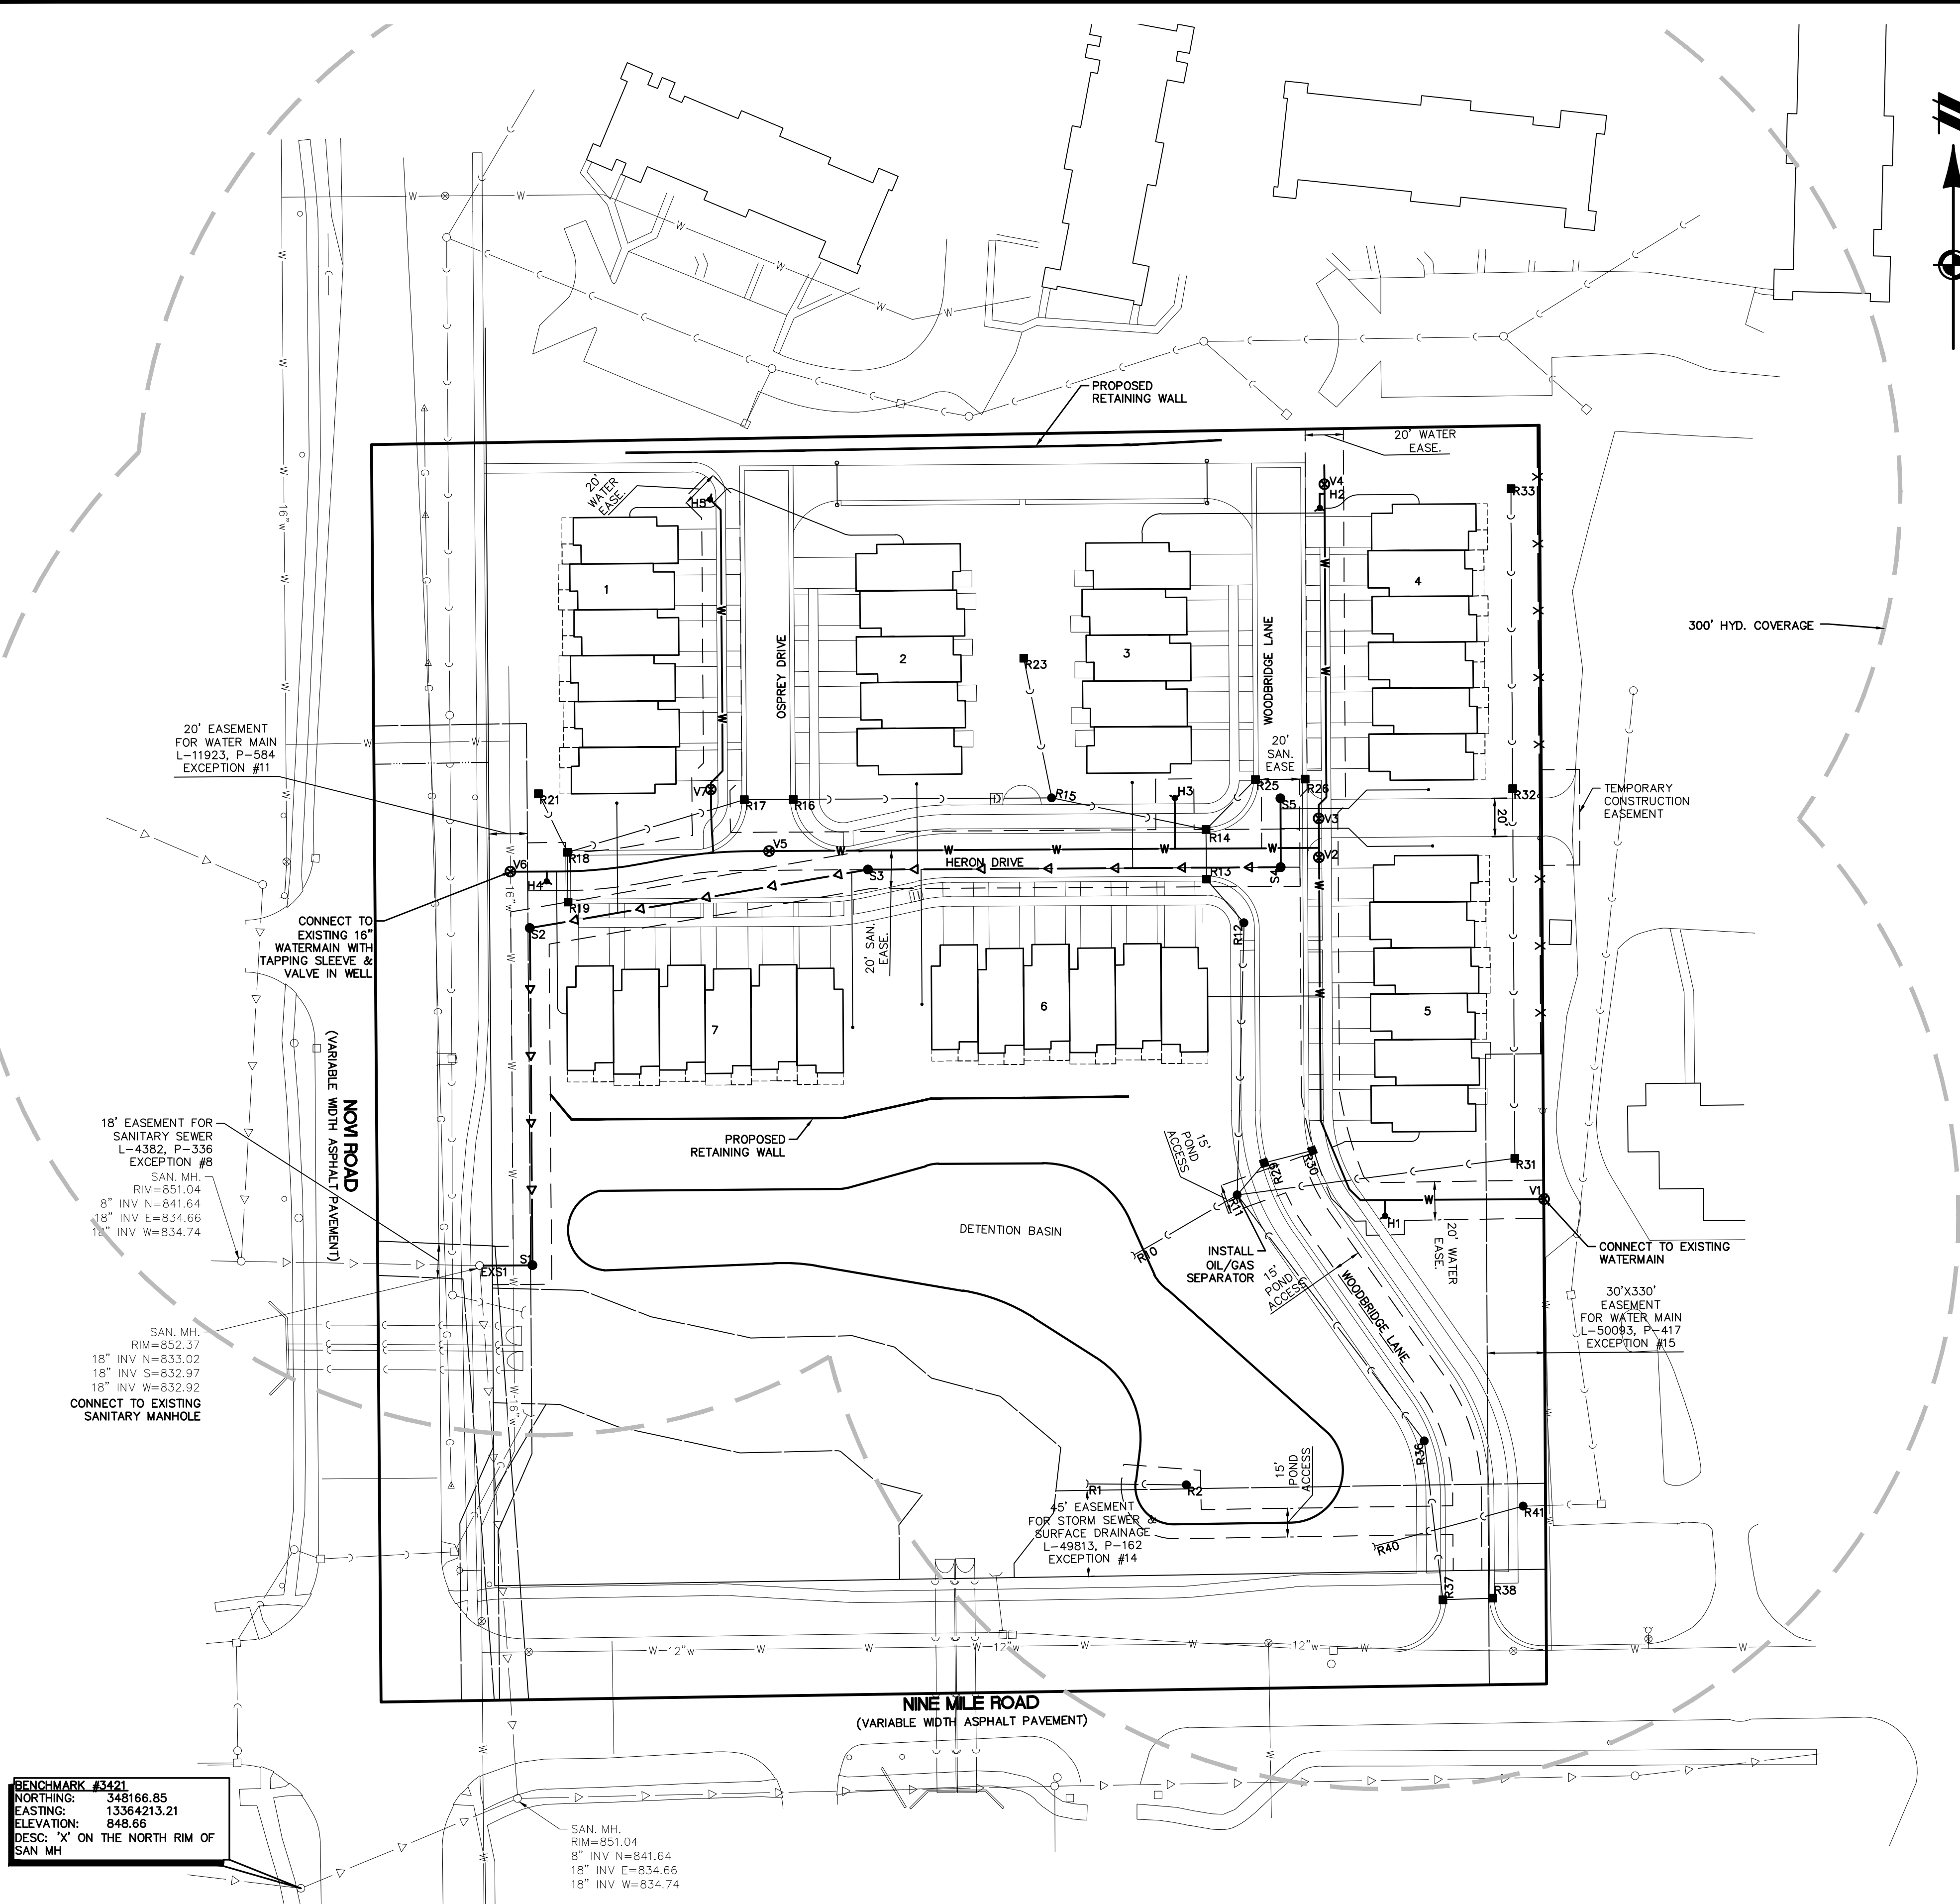 PROPOSED
RETAINING WALL
20' WATER
EASE.
20'
WATER
EASE.
H5
V4
H2
R33
1
2
3
4
OSPREY DRIVE
WOODBRIDGE LANE
300' HYD. COVERAGE
R23
20' EASEMENT
FOR WATER MAIN
L-11923, P-584
EXCEPTION #11
20'
SAN.
EASE
R25
R26
R21
V7
R17
R16
R15
H3
S5
R32
20'
TEMPORARY
CONSTRUCTION
EASEMENT
V3
R14
R18
V5
V6
V2
HERON DRIVE
S3
S4
H4
R13
R19
S2
R12
CONNECT TO
EXISTING 16"
WATERMAIN WITH
TAPPING SLEEVE &
VALVE IN WELL
20' SAN.
EASE.
7
6
5
NOVI ROAD
(VARIABLE WIDTH ASPHALT PAVEMENT)
PROPOSED
RETAINING WALL
15'
POND
ACCESS
R29
R30
R31
R11
V1
H1
20' WATER
EASE.
18' EASEMENT FOR
SANITARY SEWER
L-4382, P-336
EXCEPTION #8
SAN. MH.
RIM=851.04
8" INV N=841.64
18" INV E=834.66
18" INV W=834.74
DETENTION BASIN
R10
INSTALL
OIL/GAS
SEPARATOR
15'
POND
ACCESS
WOODBRIDGE LANE
CONNECT TO EXISTING
WATERMAIN
S1
EXS1
30'X330'
EASEMENT
FOR WATER MAIN
L-50093, P-417
EXCEPTION #15
SAN. MH.
RIM=852.37
18" INV N=833.02
18" INV S=832.97
18" INV W=832.92
CONNECT TO EXISTING
SANITARY MANHOLE
R36
15'
POND
ACCESS
R1
R2
R41
R40
45' EASEMENT
FOR STORM SEWER &
SURFACE DRAINAGE
L-49813, P-162
EXCEPTION #14
R37
R38
W-12"w
W-12"w
12"w
NINE MILE ROAD
(VARIABLE WIDTH ASPHALT PAVEMENT)
BENCHMARK #3421
NORTHING: 348166.85
EASTING: 13364213.21
ELEVATION: 848.66
DESC: 'X' ON THE NORTH RIM OF
SAN MH
SAN. MH.
RIM=851.04
8" INV N=841.64
18" INV E=834.66
18" INV W=834.74